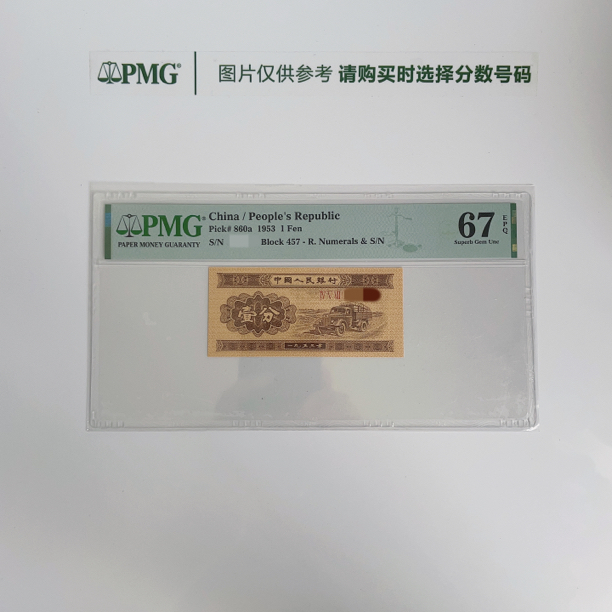 PMG®
图片仅供参考 请购买时选择分数号码
PMG®
PAPER MONEY GUARANTY
China / People's Republic
Pick# 860a 1953 1 Fen
S/N Block 457 - R. Numerals & S/N
67 EPQ
Superb Gem Unc
中国人民银行
IV V VII
壹分
一九五三年